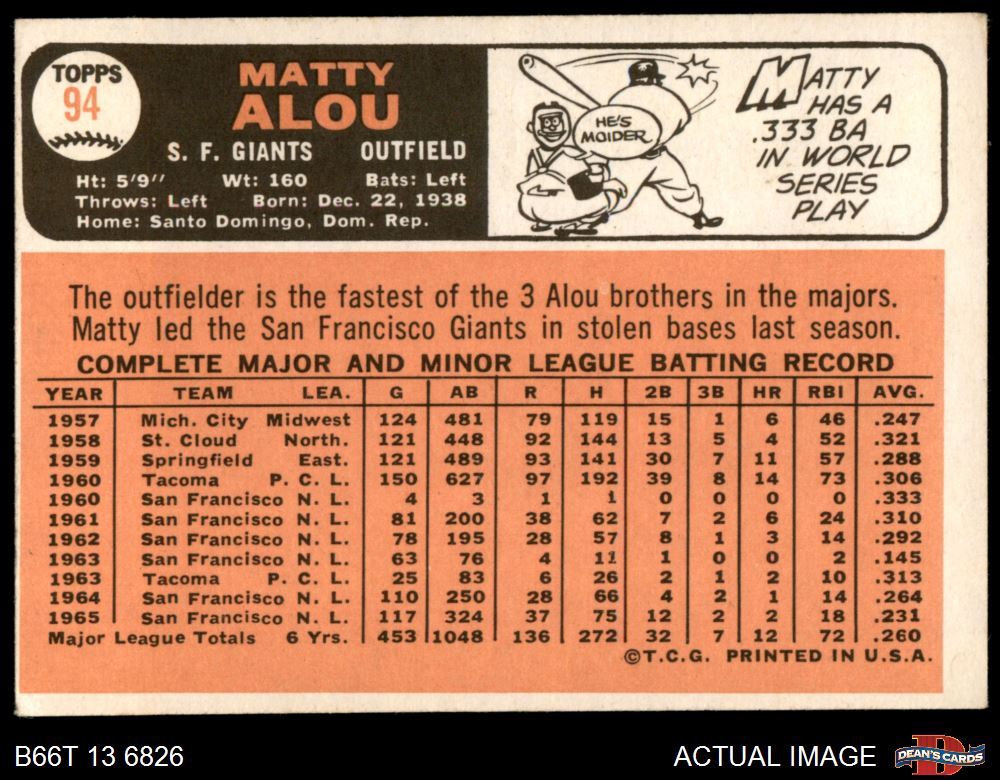 TOPPS
94
MATTY
ALOU
S. F. GIANTS OUTFIELD
Ht: 5'9" Wt: 160 Bats: Left
Throws: Left Born: Dec. 22, 1938
Home: Santo Domingo, Dom. Rep.
HE'S
MOIDER
MATTY
HAS A
.333 BA
IN WORLD
SERIES
PLAY
The outfielder is the fastest of the 3 Alou brothers in the majors.
Matty led the San Francisco Giants in stolen bases last season.
COMPLETE MAJOR AND MINOR LEAGUE BATTING RECORD
YEAR TEAM LEA. G AB R H 2B 3B HR RBI AVG.
1957 Mich. City Midwest 124 481 79 119 15 1 6 46 .247
1958 St. Cloud North. 121 448 92 144 13 5 4 52 .321
1959 Springfield East. 121 489 93 141 30 7 11 57 .288
1960 Tacoma P. C. L. 150 627 97 192 39 8 14 73 .306
1960 San Francisco N. L. 4 3 1 1 0 0 0 0 .333
1961 San Francisco N. L. 81 200 38 62 7 2 6 24 .310
1962 San Francisco N. L. 78 195 28 57 8 1 3 14 .292
1963 San Francisco N. L. 63 76 4 11 1 0 0 2 .145
1963 Tacoma P. C. L. 25 83 6 26 2 1 2 10 .313
1964 San Francisco N. L. 110 250 28 66 4 2 1 14 .264
1965 San Francisco N. L. 117 324 37 75 12 2 2 18 .231
Major League Totals 6 Yrs. 453 1048 136 272 32 7 12 72 .260
©T.C.G. PRINTED IN U.S.A.
B66T 13 6826
ACTUAL IMAGE
DEAN'S CARDS